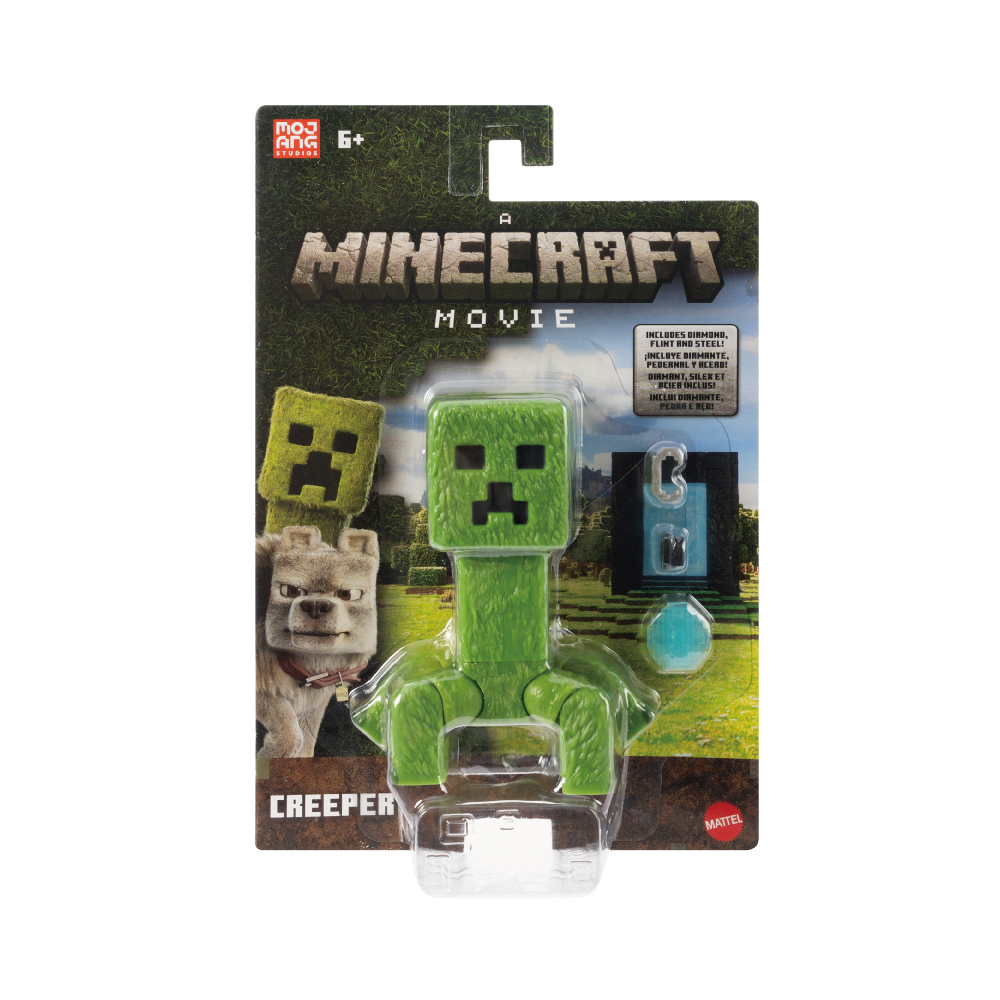 MOJ
ANG
STUDIOS
6+
A
MINECRAFT
MOVIE
INCLUDES DIAMOND,
FLINT AND STEEL!
¡INCLUYE DIAMANTE,
PEDERNAL Y ACERO!
DIAMANT, SILEX ET
ACIER INCLUS!
INCLUI DIAMANTE,
PEDRA E AÇO!
CREEPER
MATTEL